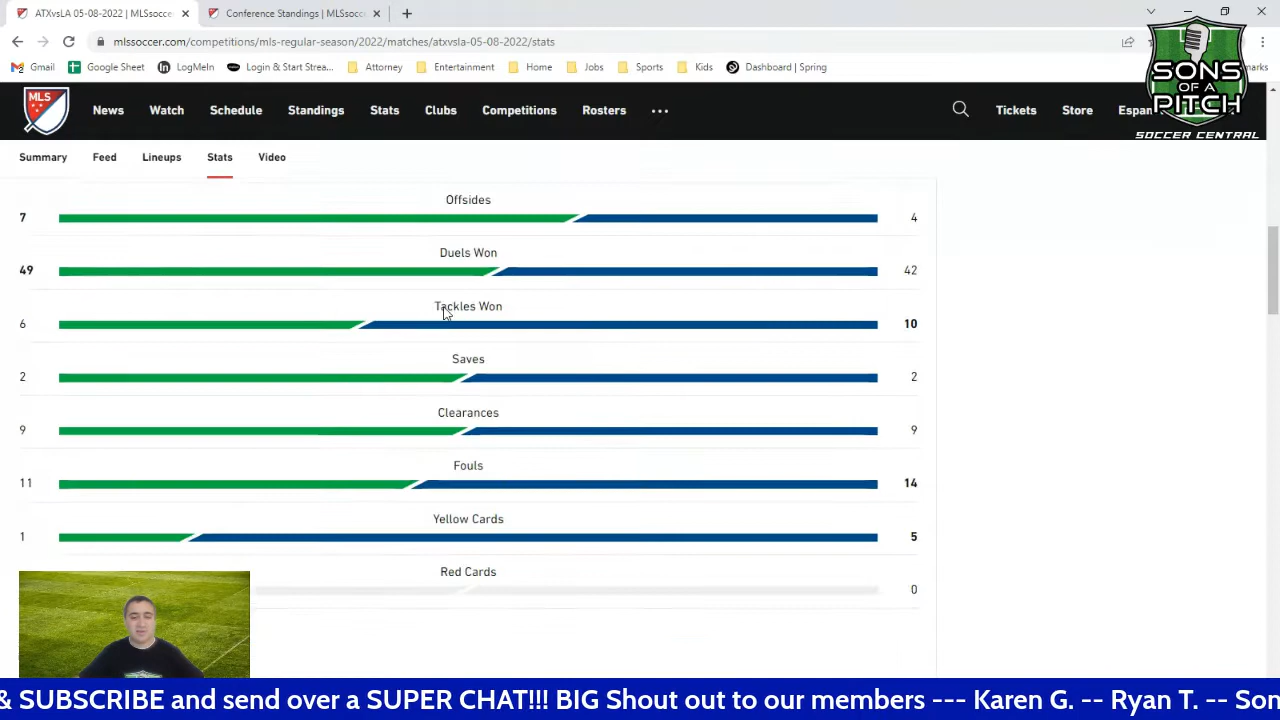 ATXvsLA 05-08-2022 | MLSsoccer
Conference Standings | MLSsocce
mlssoccer.com/competitions/mls-regular-season/2022/matches/atxvsla-05-08-2022/stats
Gmail Google Sheet LogMeIn Login & Start Strea... Attorney Entertainment Home Jobs Sports Kids Dashboard | Spring
SONS
OF A
PITCH
SOCCER CENTRAL
MLS News Watch Schedule Standings Stats Clubs Competitions Rosters ••• Tickets Store
Summary Feed Lineups Stats Video
Offsides
7 4
Duels Won
49 42
Tackles Won
6 10
Saves
2 2
Clearances
9 9
Fouls
11 14
Yellow Cards
1 5
Red Cards
0
& SUBSCRIBE and send over a SUPER CHAT!!! BIG Shout out to our members --- Karen G. -- Ryan T. -- Son